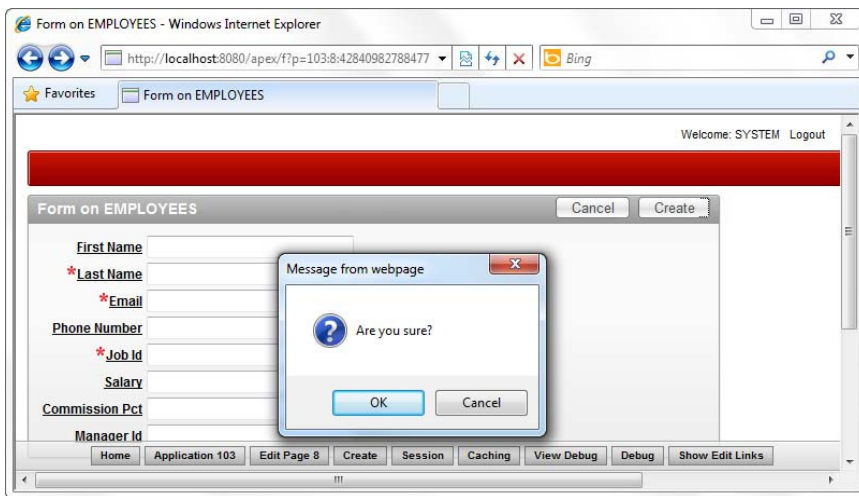 Form on EMPLOYEES - Windows Internet Explorer
http://localhost:8080/apex/f?p=103:8:42840982788477
Bing
Favorites
Form on EMPLOYEES
Welcome: SYSTEM Logout
Form on EMPLOYEES
Cancel Create
First Name
*Last Name
*Email
Phone Number
*Job Id
Salary
Commission Pct
Manager Id
Message from webpage
Are you sure?
OK Cancel
Home Application 103 Edit Page 8 Create Session Caching View Debug Debug Show Edit Links